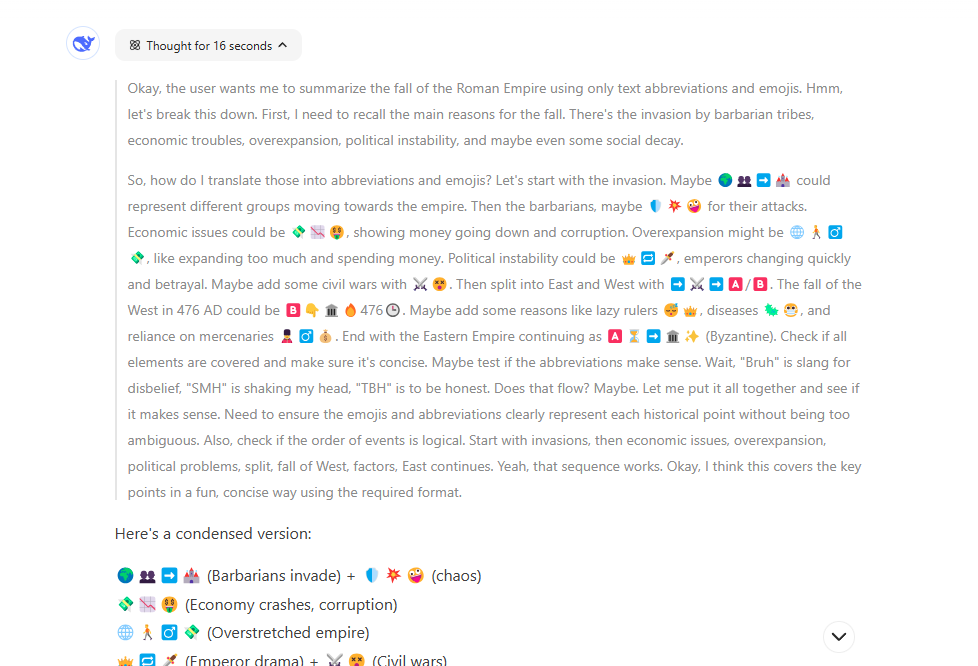 Thought for 16 seconds
Okay, the user wants me to summarize the fall of the Roman Empire using only text abbreviations and emojis. Hmm,
let's break this down. First, I need to recall the main reasons for the fall. There's the invasion by barbarian tribes,
economic troubles, overexpansion, political instability, and maybe even some social decay.
So, how do I translate those into abbreviations and emojis? Let's start with the invasion. Maybe 🌍 👥 ➡️ 🏰 could
represent different groups moving towards the empire. Then the barbarians, maybe 🛡️ 💥 🤪 for their attacks.
Economic issues could be 💸 📉 🤑, showing money going down and corruption. Overexpansion might be 🌐 🚶 ♂️
💸, like expanding too much and spending money. Political instability could be 👑 🔁 🗡️, emperors changing quickly
and betrayal. Maybe add some civil wars with ⚔️ 😵. Then split into East and West with ➡️ ⚔️ ➡️ 🅰️/🅱️. The fall of the
West in 476 AD could be 🅱️ 👇 🏛️ 🔥 476🕒. Maybe add some reasons like lazy rulers 😴 👑, diseases 🦠 😷, and
reliance on mercenaries 💂 ♂️ 💰. End with the Eastern Empire continuing as 🅰️ ⏳ ➡️ 🏛️ ✨ (Byzantine). Check if all
elements are covered and make sure it's concise. Maybe test if the abbreviations make sense. Wait, "Bruh" is slang for
disbelief, "SMH" is shaking my head, "TBH" is to be honest. Does that flow? Maybe. Let me put it all together and see if
it makes sense. Need to ensure the emojis and abbreviations clearly represent each historical point without being too
ambiguous. Also, check if the order of events is logical. Start with invasions, then economic issues, overexpansion,
political problems, split, fall of West, factors, East continues. Yeah, that sequence works. Okay, I think this covers the key
points in a fun, concise way using the required format.
Here's a condensed version:
🌍 👥 ➡️ 🏰 (Barbarians invade) + 🛡️ 💥 🤪 (chaos)
💸 📉 🤑 (Economy crashes, corruption)
🌐 🚶 ♂️ 💸 (Overstretched empire)
👑 🔁 🗡️ (Emperor drama) + ⚔️ 😵 (Civil wars)